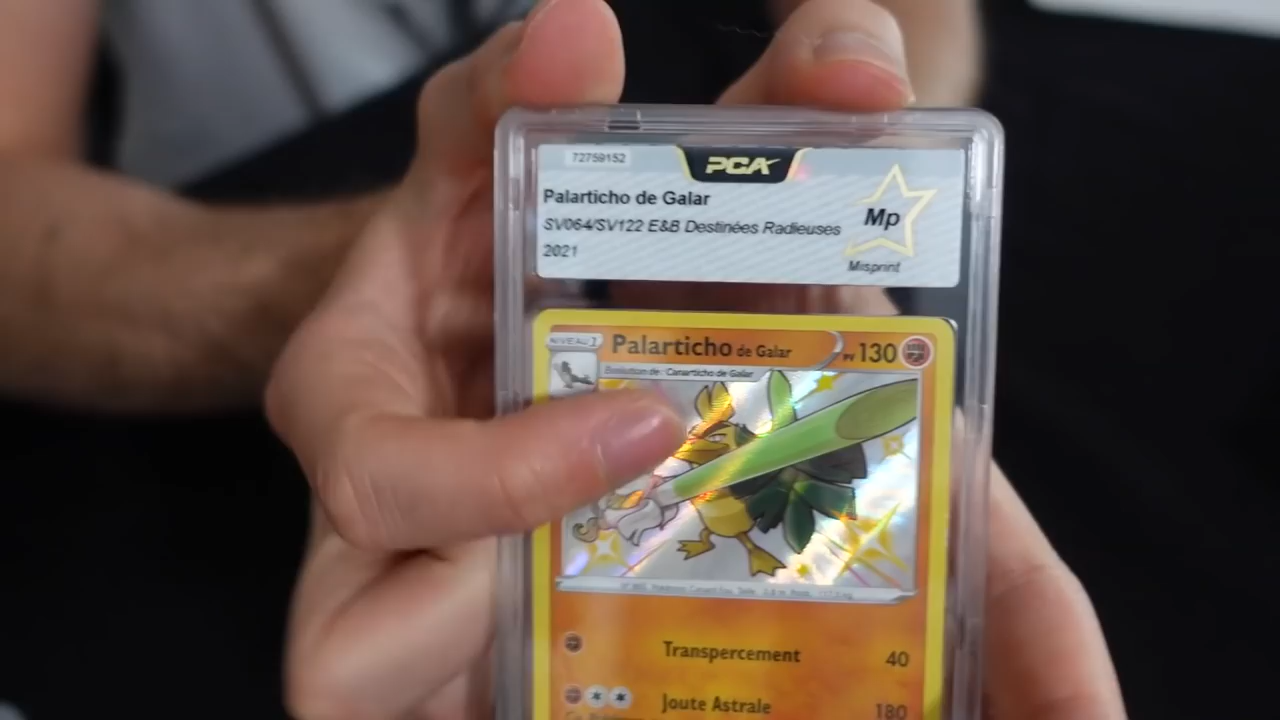 72759152
PCA
Palarticho de Galar
SV064/SV122 E&B Destinées Radieuses
2021
Mp
Misprint
NIVEAU 1
Palarticho de Galar
PV 130
Évolution de : Canarticho de Galar
Transpercement 40
Joute Astrale 180